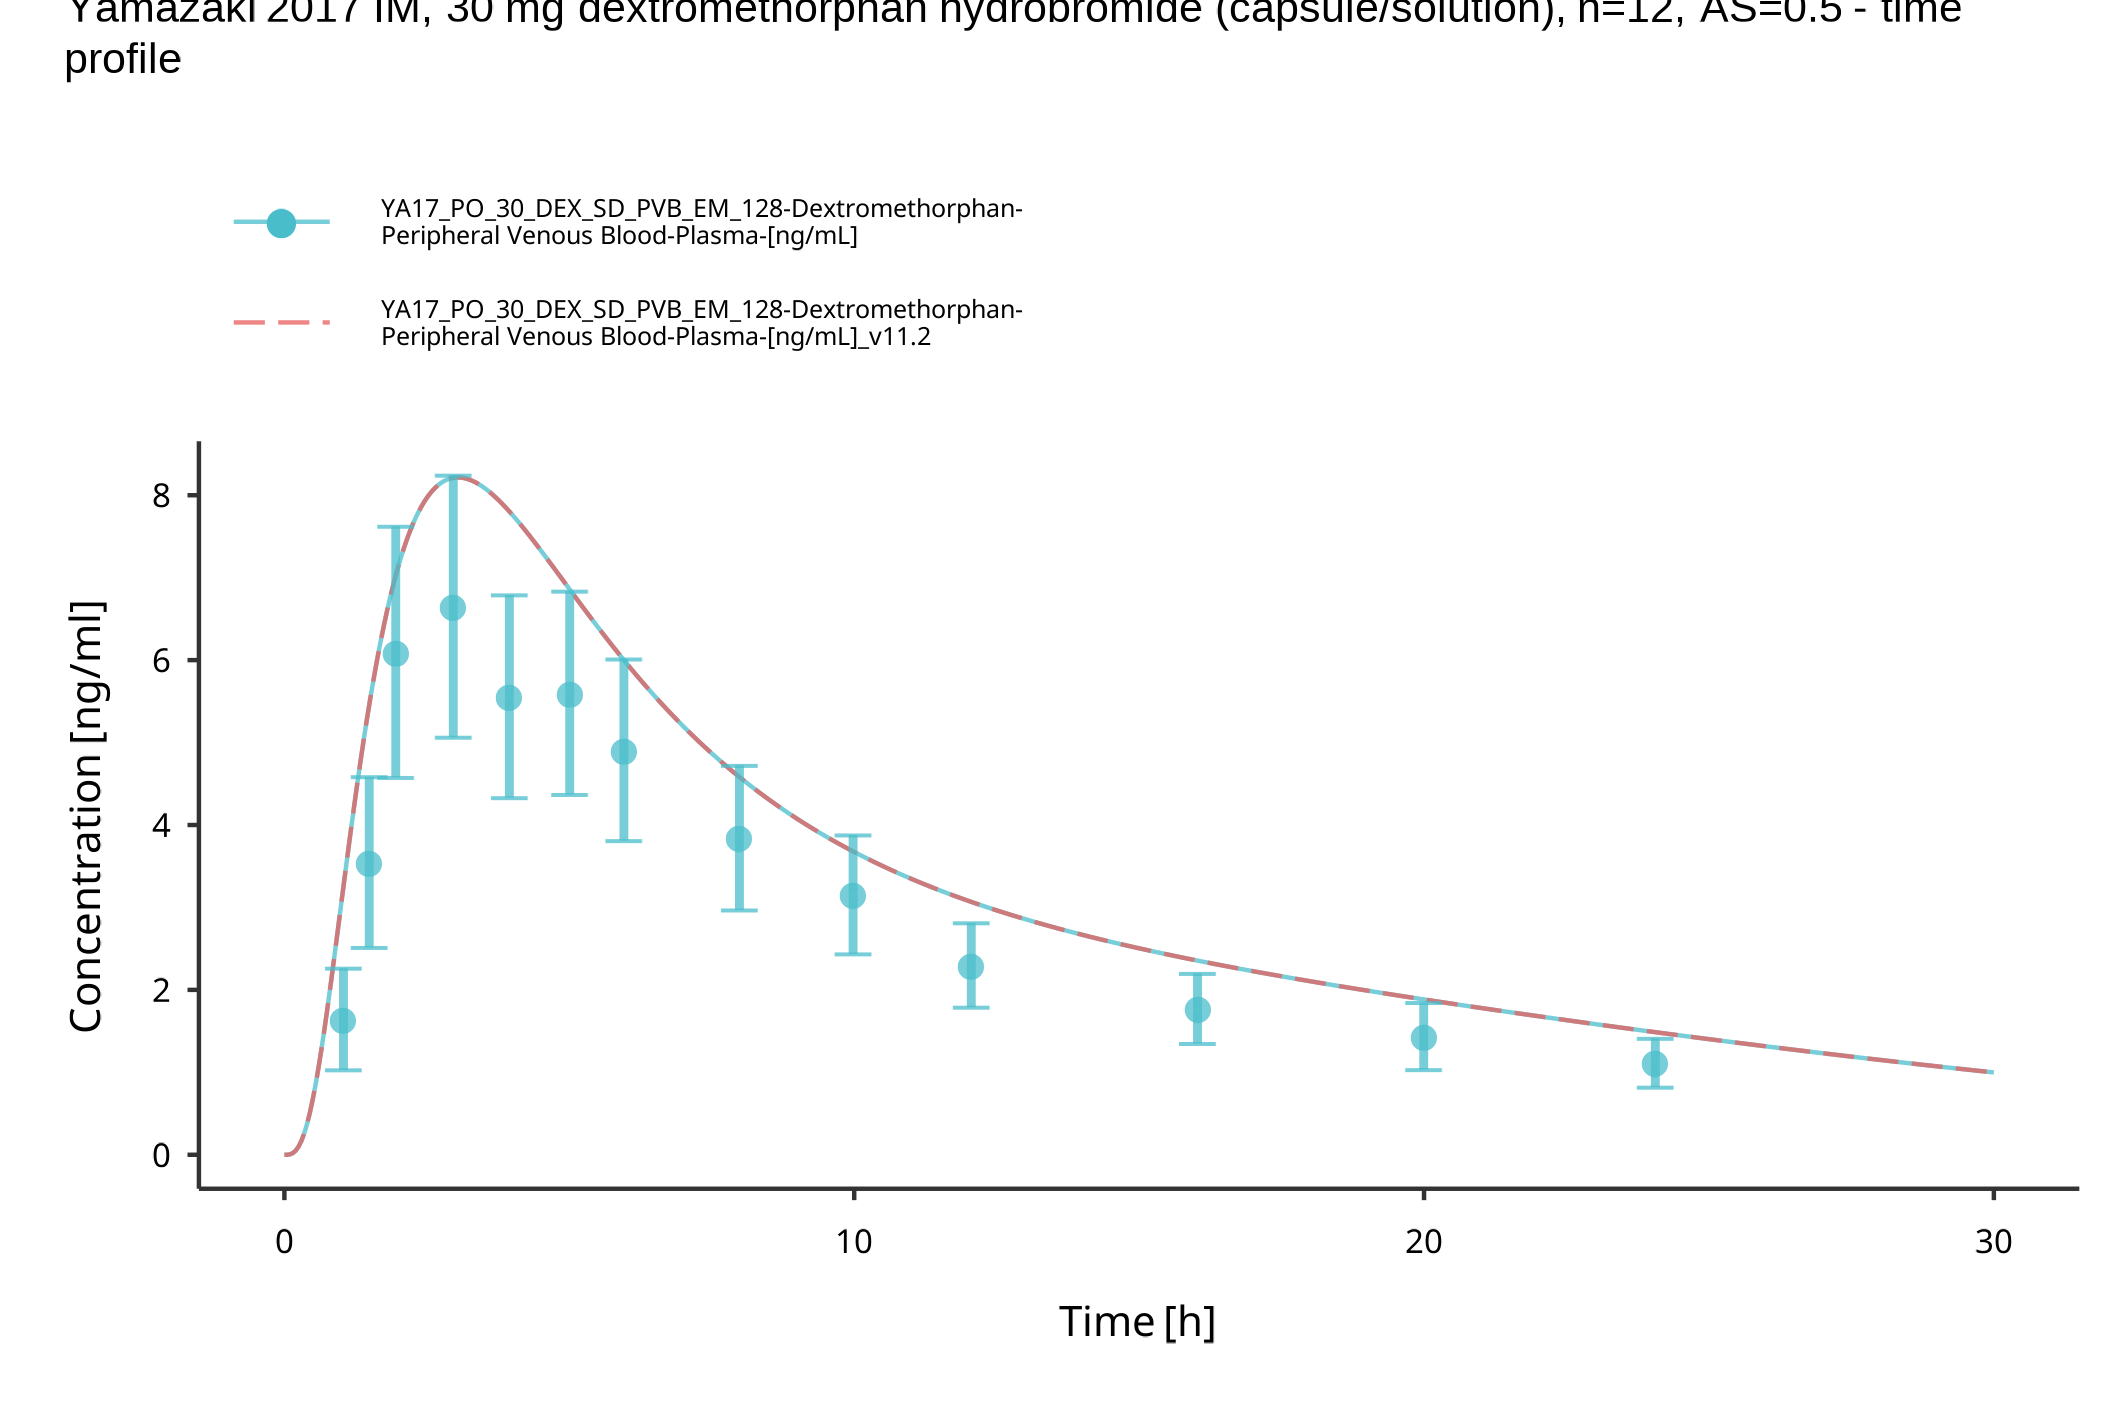 Yamazaki 2017 IM, 30 mg dextromethorphan hydrobromide (capsule/solution), n=12, AS=0.5 - time
profile
YA17_PO_30_DEX_SD_PVB_EM_128-Dextromethorphan-
Peripheral Venous Blood-Plasma-[ng/mL]
YA17_PO_30_DEX_SD_PVB_EM_128-Dextromethorphan-
Peripheral Venous Blood-Plasma-[ng/mL]_v11.2
Concentration [ng/ml]
8
6
4
2
0
0 10 20 30
Time [h]